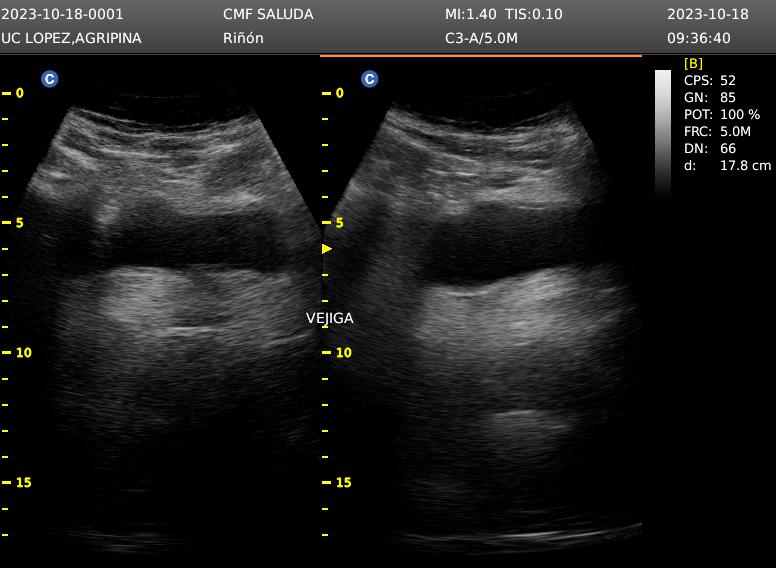 2023-10-18-0001 CMF SALUDA MI:1.40 TIS:0.10 2023-10-18
UC LOPEZ,AGRIPINA Riñón C3-A/5.0M 09:36:40
[B]
CPS: 52
GN: 85
POT: 100 %
FRC: 5.0M
DN: 66
d: 17.8 cm
C C
0 0
5 5
VEJIGA
10 10
15 15